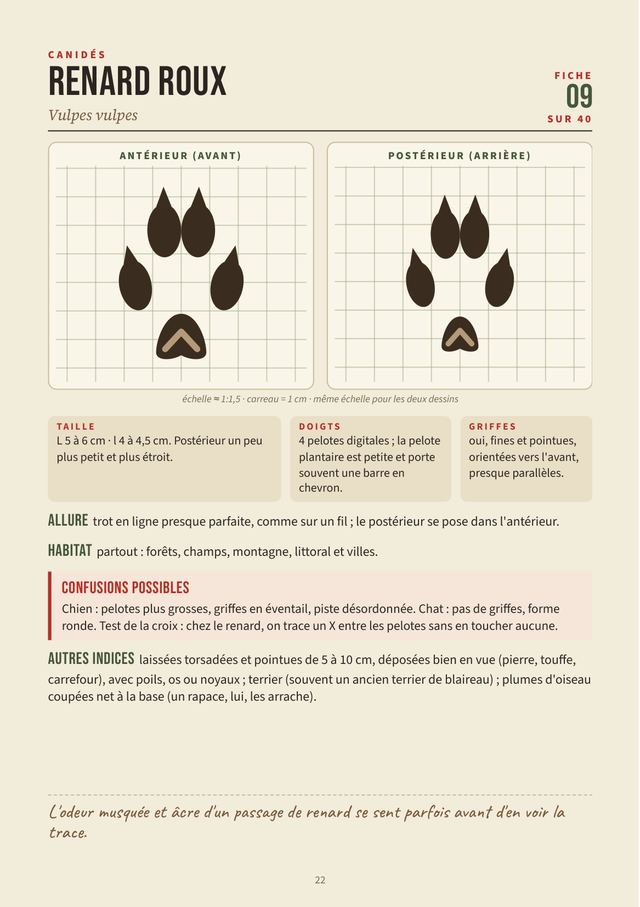 CANIDÉS
RENARD ROUX
Vulpes vulpes
FICHE
09
SUR 40
ANTÉRIEUR (AVANT)
POSTÉRIEUR (ARRIÈRE)
échelle ≈ 1:1,5 · carreau = 1 cm · même échelle pour les deux dessins
TAILLE
L 5 à 6 cm · l 4 à 4,5 cm. Postérieur un peu
plus petit et plus étroit.
DOIGTS
4 pelotes digitales ; la pelote
plantaire est petite et porte
souvent une barre en
chevron.
GRIFFES
oui, fines et pointues,
orientées vers l'avant,
presque parallèles.
ALLURE trot en ligne presque parfaite, comme sur un fil ; le postérieur se pose dans l'antérieur.
HABITAT partout : forêts, champs, montagne, littoral et villes.
CONFUSIONS POSSIBLES
Chien : pelotes plus grosses, griffes en éventail, piste désordonnée. Chat : pas de griffes, forme
ronde. Test de la croix : chez le renard, on trace un X entre les pelotes sans en toucher aucune.
AUTRES INDICES laissées torsadées et pointues de 5 à 10 cm, déposées bien en vue (pierre, touffe,
carrefour), avec poils, os ou noyaux ; terrier (souvent un ancien terrier de blaireau) ; plumes d'oiseau
coupées net à la base (un rapace, lui, les arrache).
L'odeur musquée et âcre d'un passage de renard se sent parfois avant d'en voir la
trace.
22